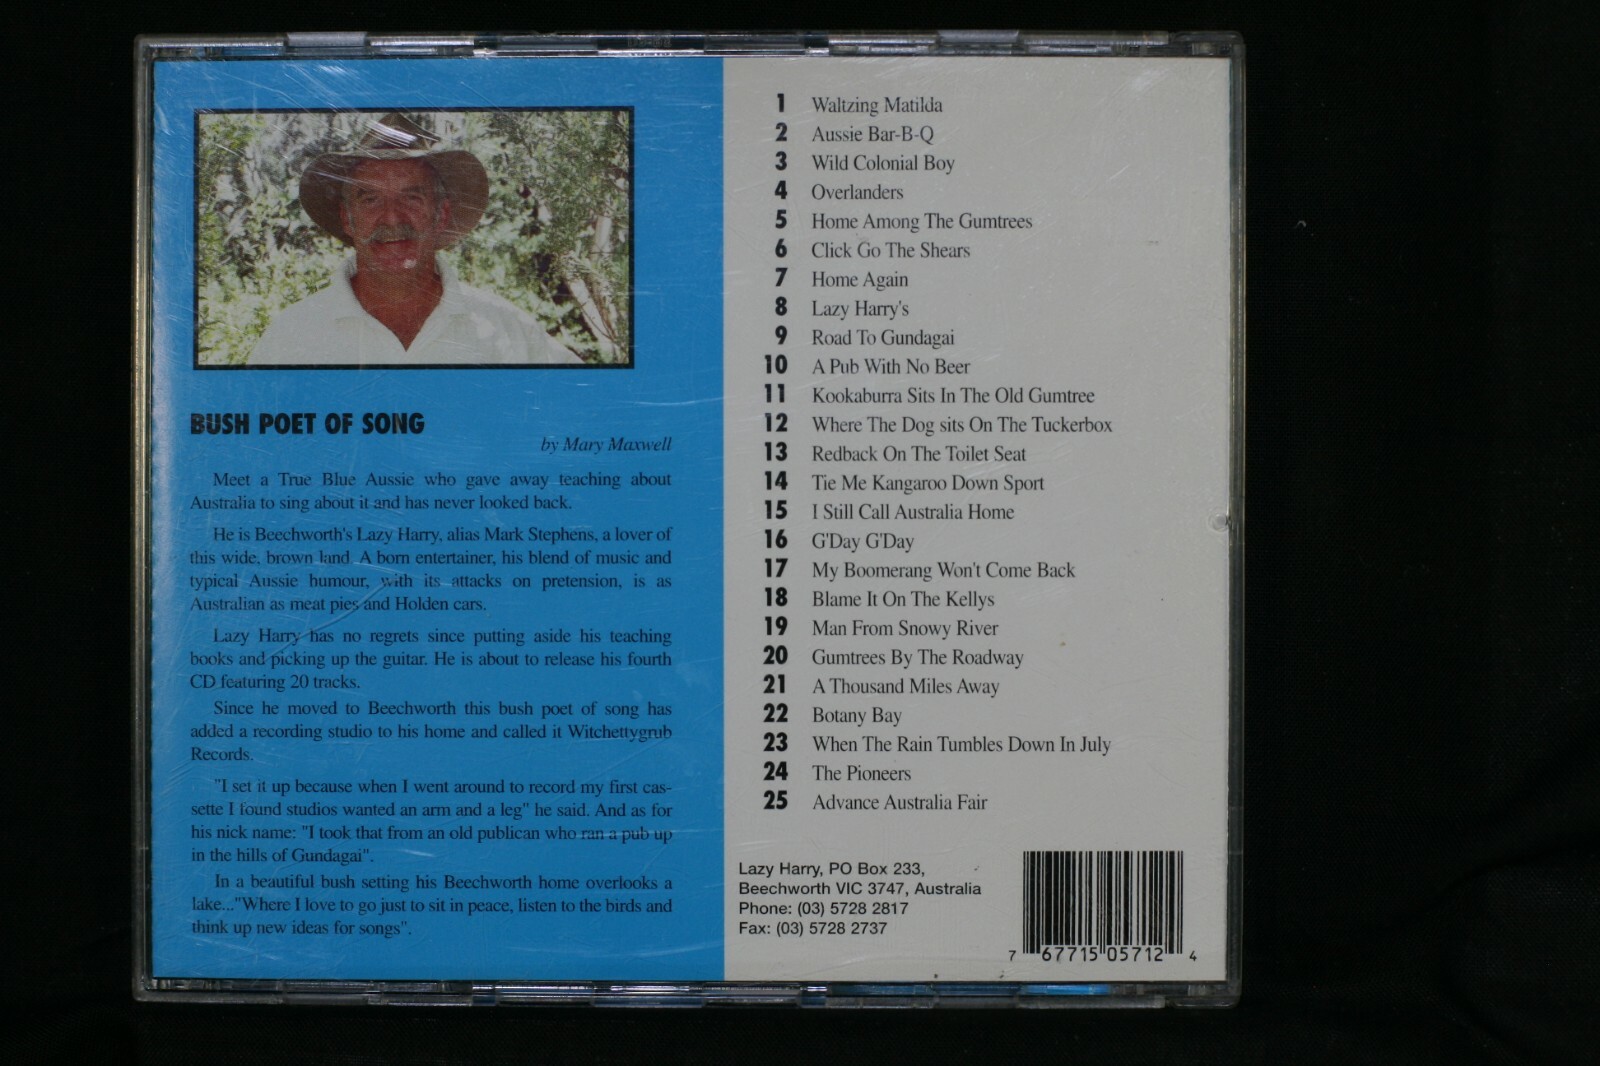 BUSH POET OF SONG
by Mary Maxwell
Meet a True Blue Aussie who gave away teaching about
Australia to sing about it and has never looked back.
He is Beechworth's Lazy Harry, alias Mark Stephens, a lover of
this wide, brown land. A born entertainer, his blend of music and
typical Aussie humour, with its attacks on pretension, is as
Australian as meat pies and Holden cars.
Lazy Harry has no regrets since putting aside his teaching
books and picking up the guitar. He is about to release his fourth
CD featuring 20 tracks.
Since he moved to Beechworth this bush poet of song has
added a recording studio to his home and called it Witchettygrub
Records.
"I set it up because when I went around to record my first cas-
sette I found studios wanted an arm and a leg" he said. And as for
his nick name: "I took that from an old publican who ran a pub up
in the hills of Gundagai".
In a beautiful bush setting his Beechworth home overlooks a
lake..."Where I love to go just to sit in peace, listen to the birds and
think up new ideas for songs".
1 Waltzing Matilda
2 Aussie Bar-B-Q
3 Wild Colonial Boy
4 Overlanders
5 Home Among The Gumtrees
6 Click Go The Shears
7 Home Again
8 Lazy Harry's
9 Road To Gundagai
10 A Pub With No Beer
11 Kookaburra Sits In The Old Gumtree
12 Where The Dog sits On The Tuckerbox
13 Redback On The Toilet Seat
14 Tie Me Kangaroo Down Sport
15 I Still Call Australia Home
16 G'Day G'Day
17 My Boomerang Won't Come Back
18 Blame It On The Kellys
19 Man From Snowy River
20 Gumtrees By The Roadway
21 A Thousand Miles Away
22 Botany Bay
23 When The Rain Tumbles Down In July
24 The Pioneers
25 Advance Australia Fair
Lazy Harry, PO Box 233,
Beechworth VIC 3747, Australia
Phone: (03) 5728 2817
Fax: (03) 5728 2737
7 67715 05712 4